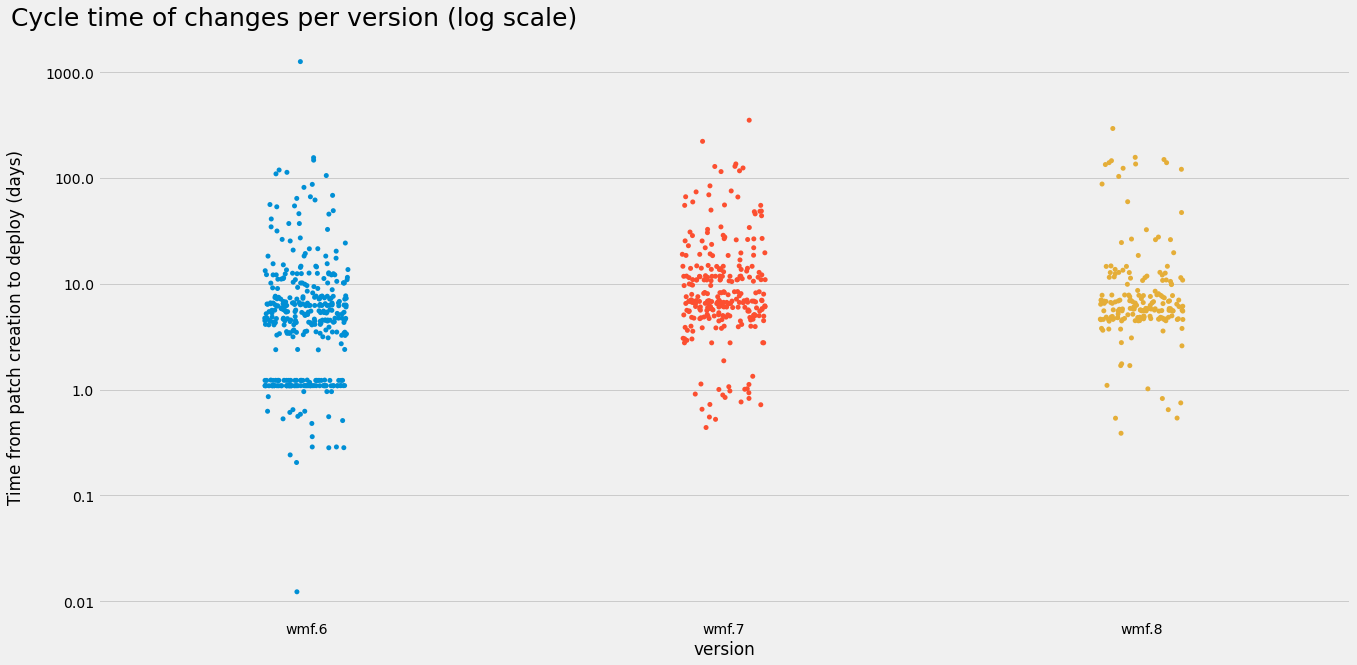 Cycle time of changes per version (log scale)
Time from patch creation to deploy (days)
1000.0
100.0
10.0
1.0
0.1
0.01
wmf.6 wmf.7 wmf.8
version